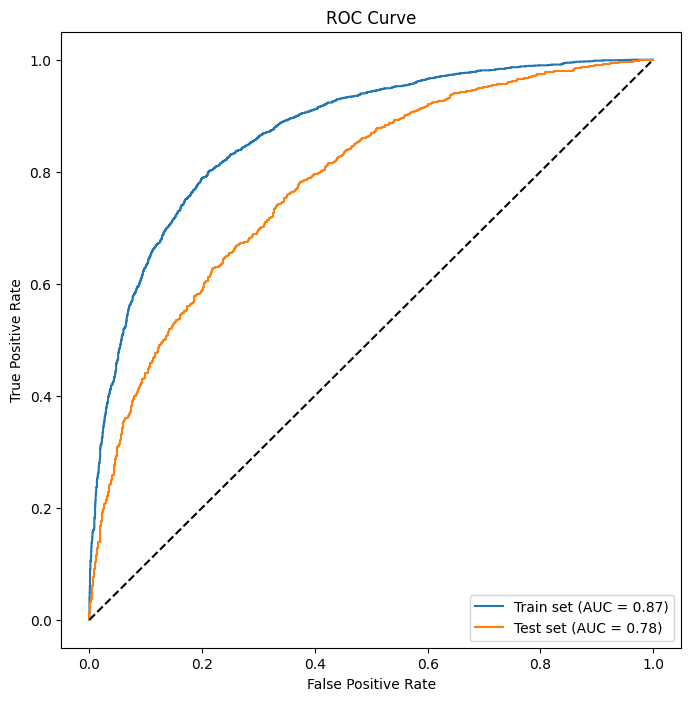 ROC Curve
True Positive Rate
1.0
0.8
0.6
0.4
0.2
0.0
0.0 0.2 0.4 0.6 0.8 1.0
False Positive Rate
Train set (AUC = 0.87)
Test set (AUC = 0.78)